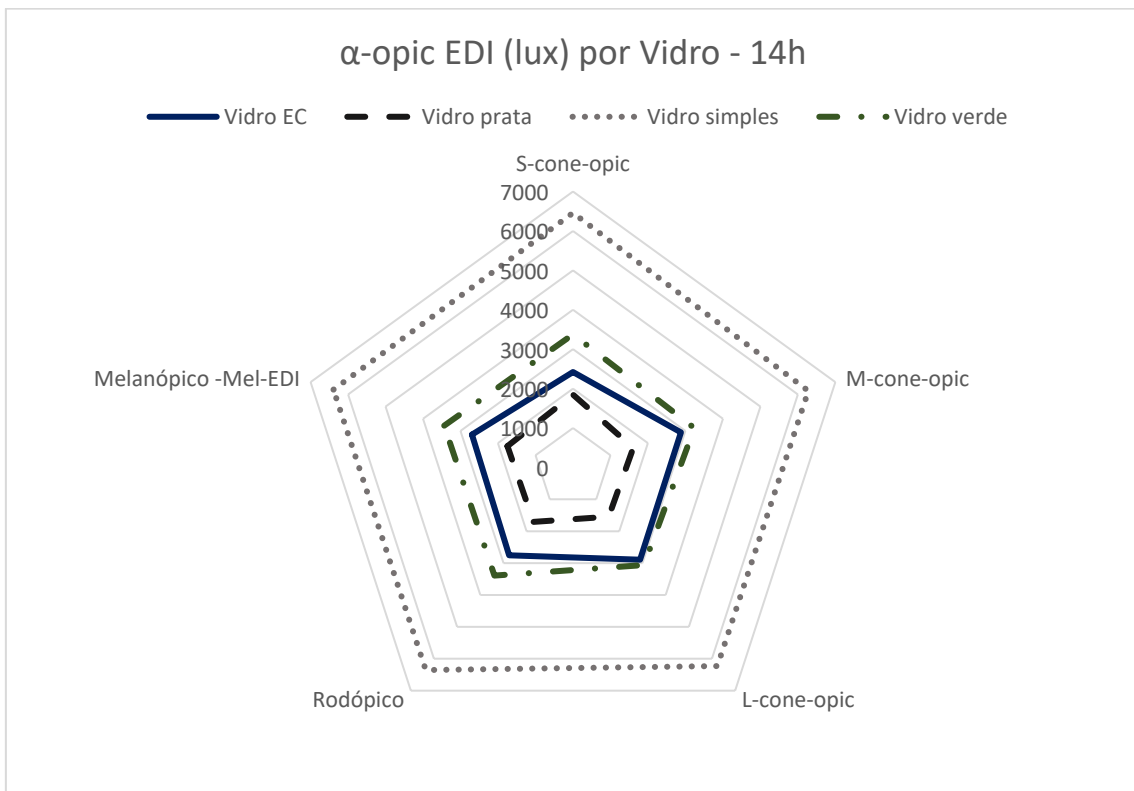 α-opic EDI (lux) por Vidro - 14h
Vidro EC
Vidro prata
Vidro simples
Vidro verde
S-cone-opic
7000
6000
5000
4000
3000
2000
1000
0
Melanópico -Mel-EDI
M-cone-opic
Rodópico
L-cone-opic